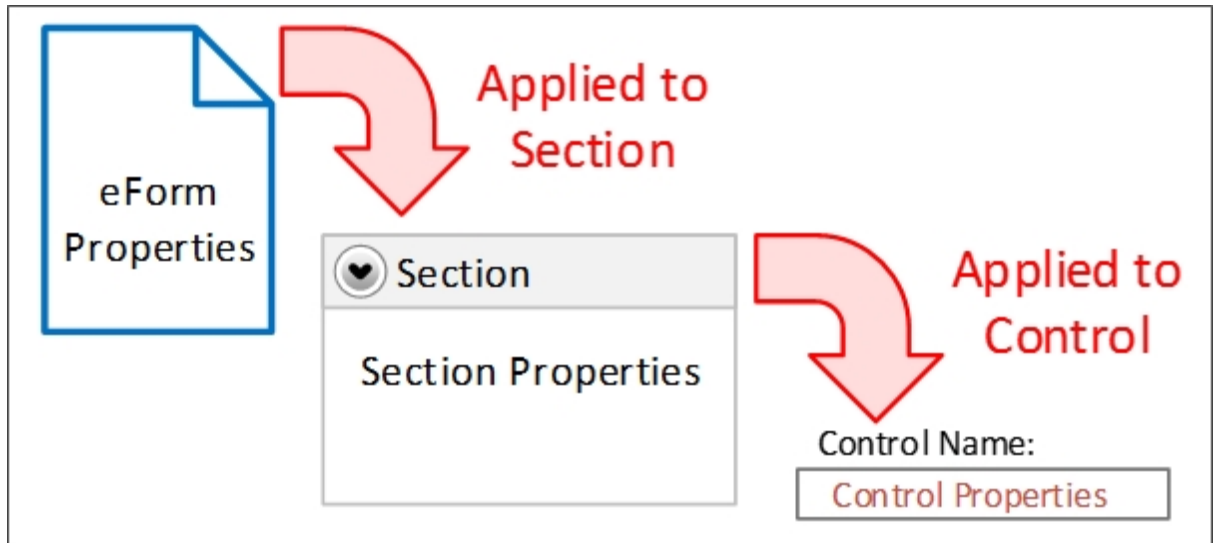 eForm
Properties
Applied to
Section
Section
Section Properties
Applied to
Control
Control Name:
Control Properties